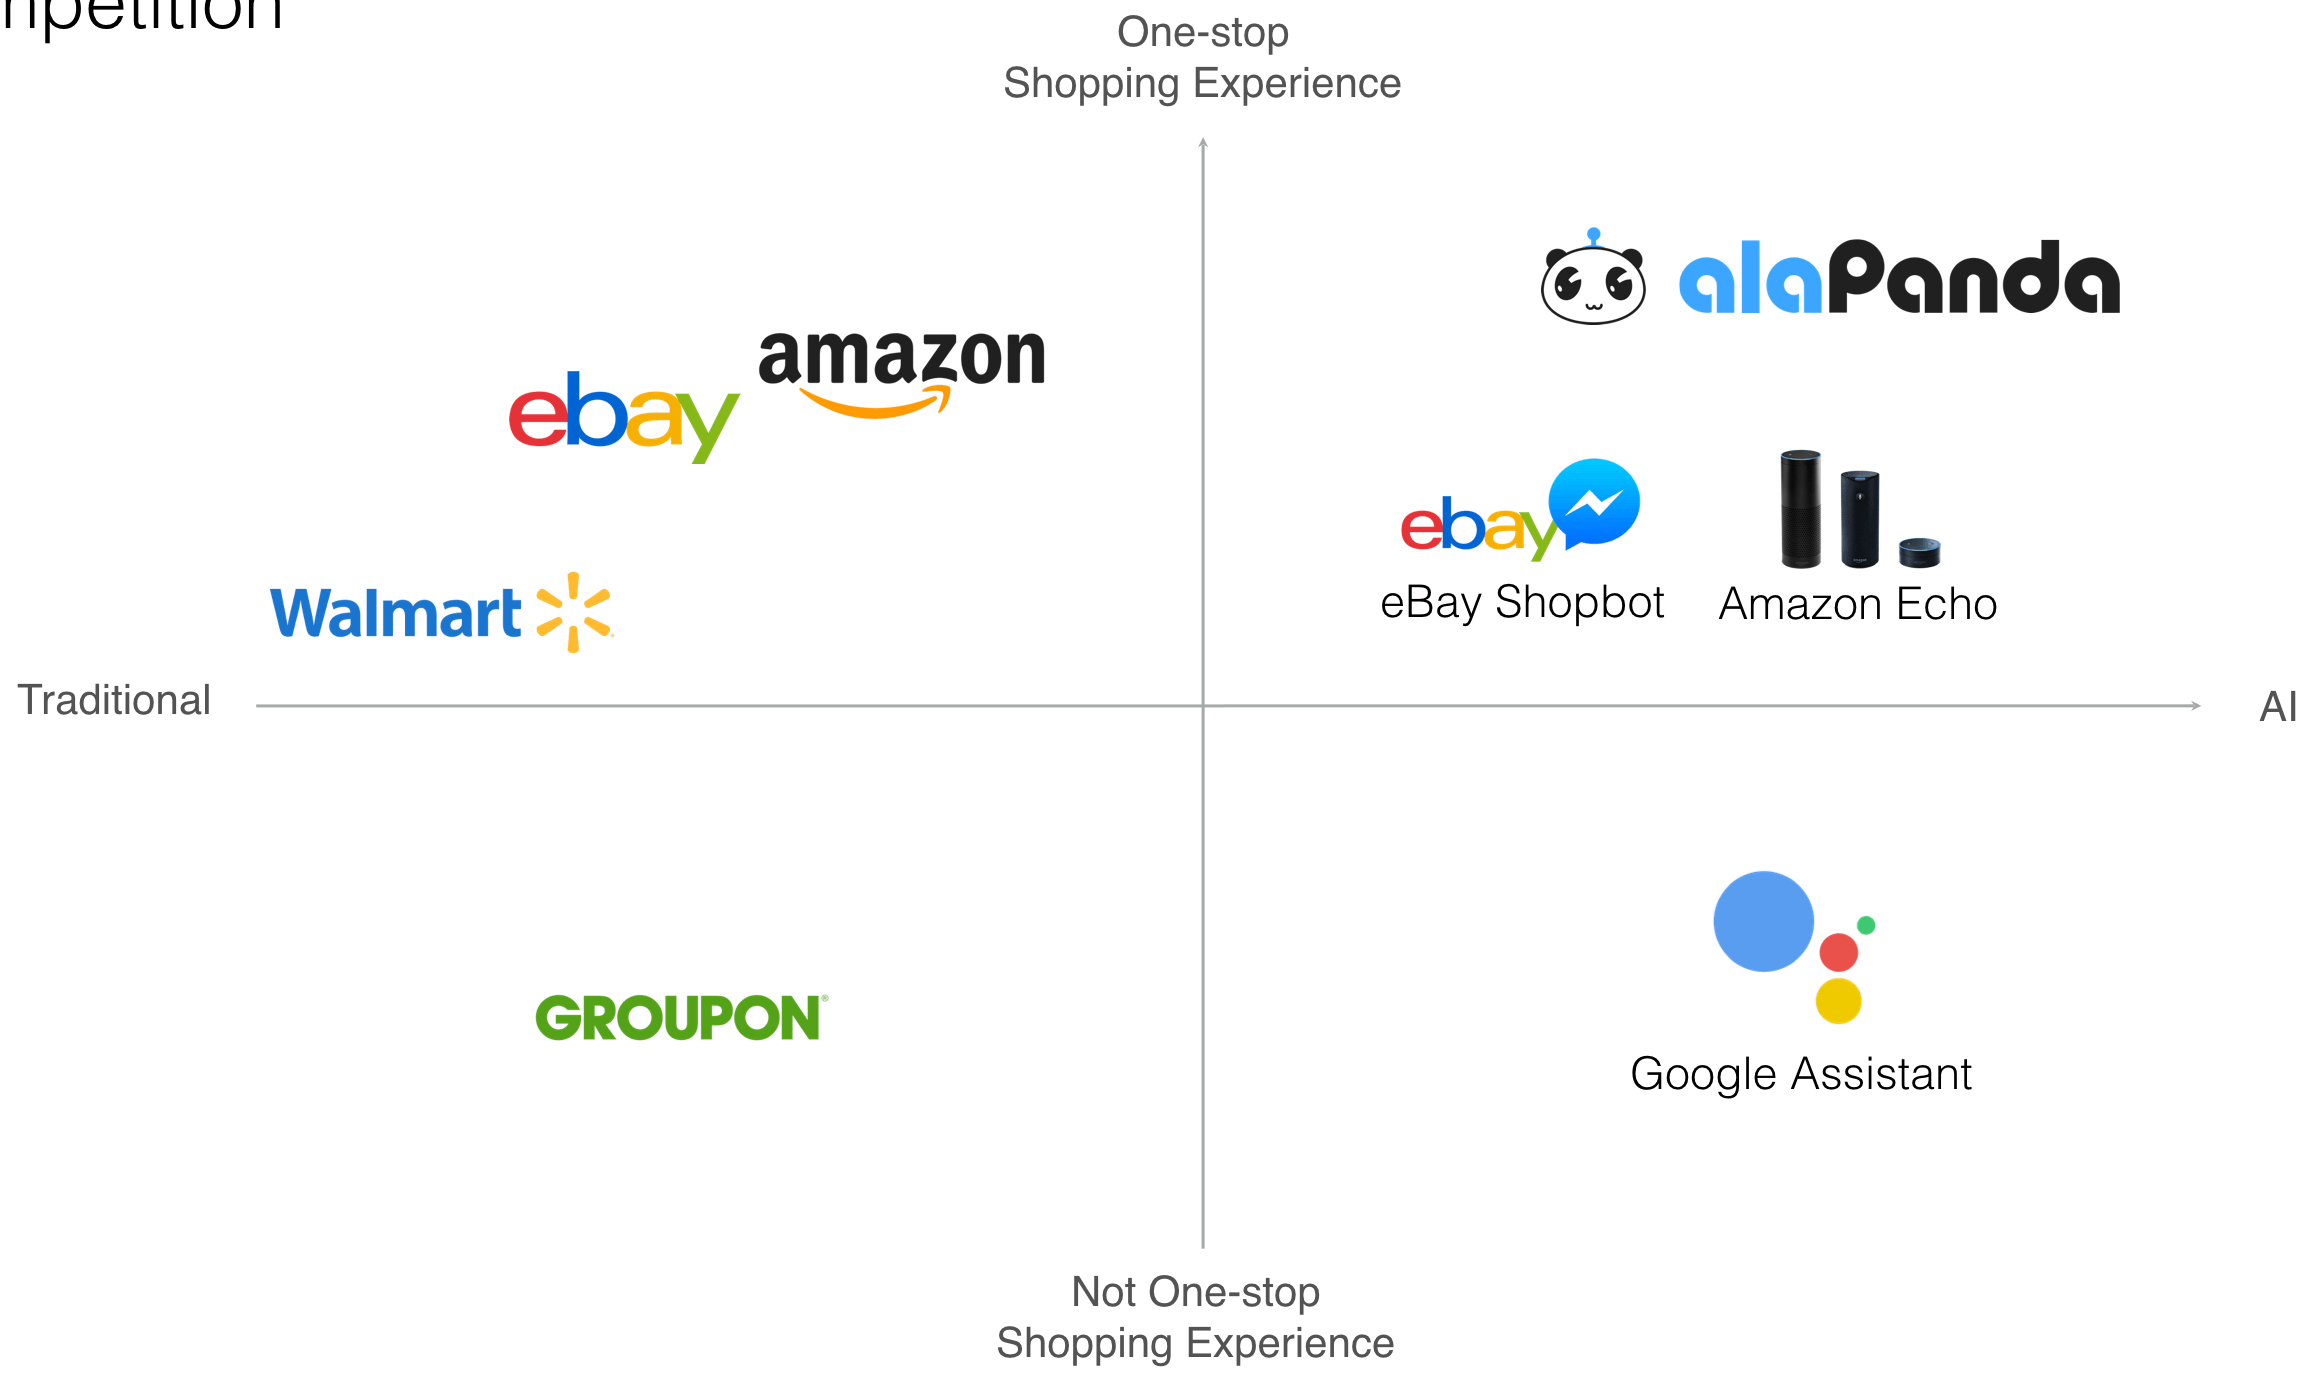 One-stop
Shopping Experience
alaPanda
amazon
ebay
ebay
eBay Shopbot
Amazon Echo
Walmart
Traditional
AI
GROUPON®
Google Assistant
Not One-stop
Shopping Experience